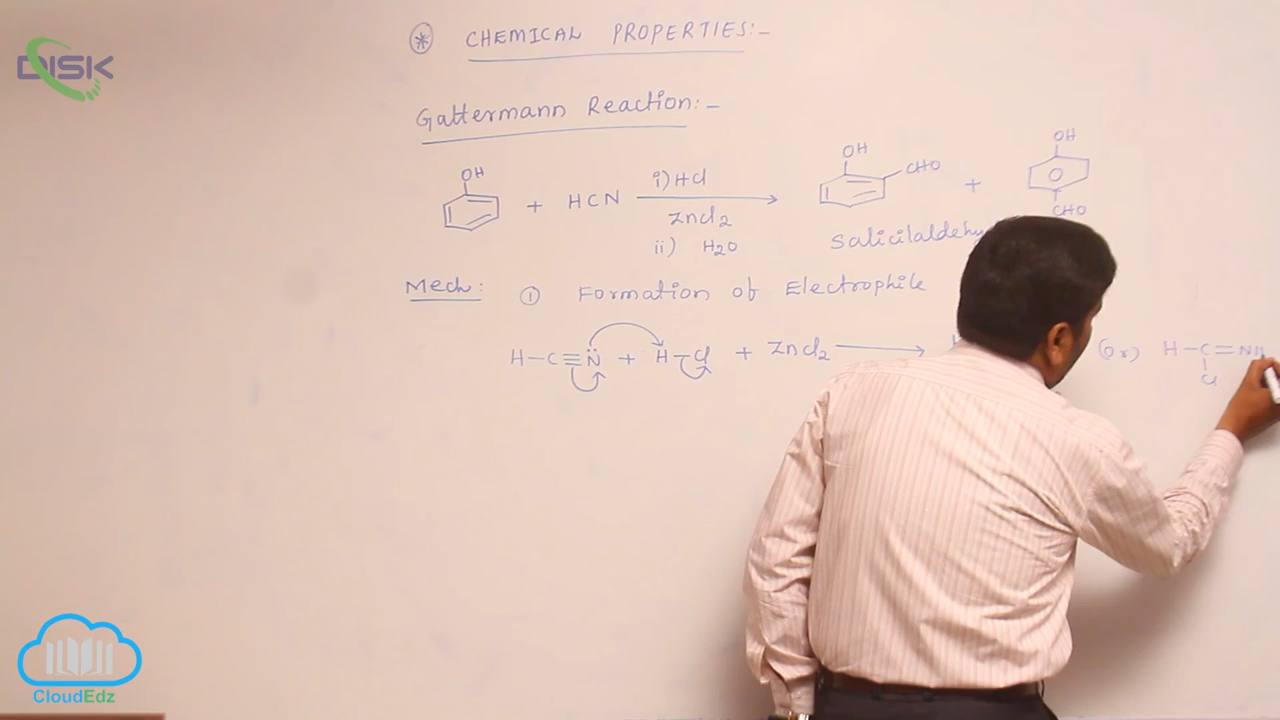 DISK
* CHEMICAL PROPERTIES:-
Gattermann Reaction:-
OH + HCN i) HCl ZnCl2 ii) H2O OH CHO + OH CHO
Mech: ① Formation of Electrophile
H-C≡N̈ + H-Cl + ZnCl2 (or) H-C=NH
Cl
CloudEdz